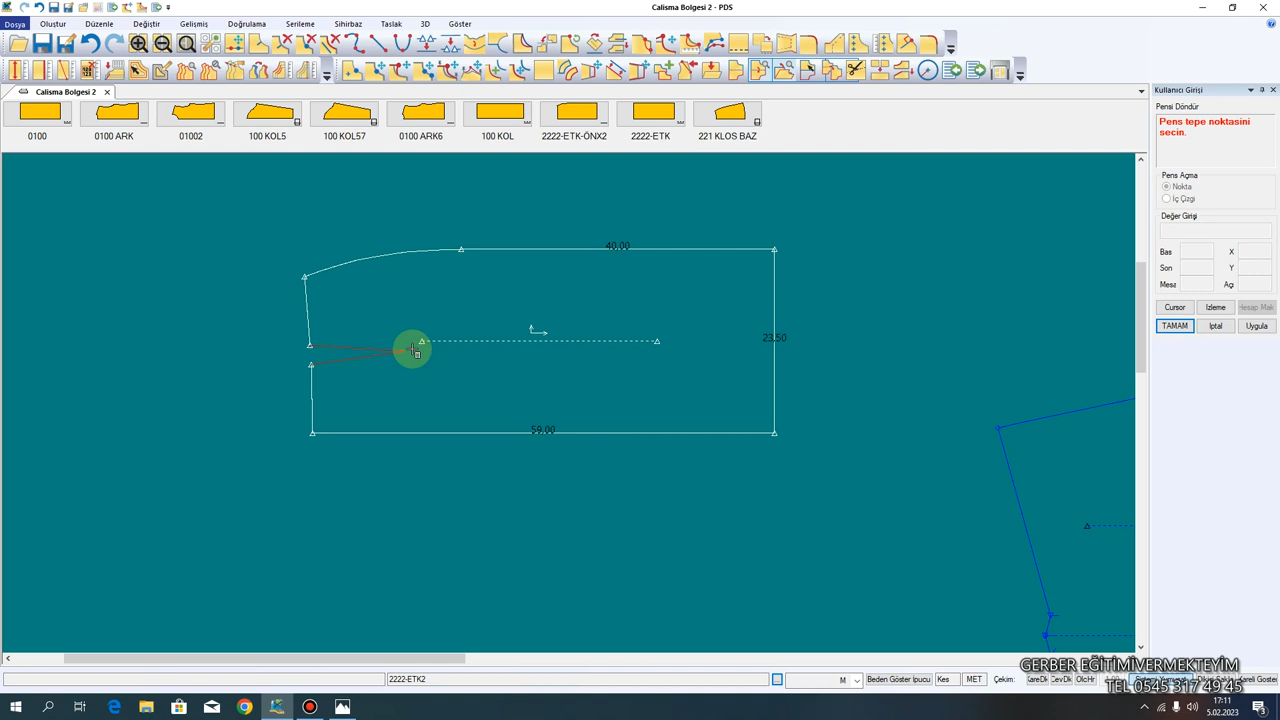 Calisma Bolgesi 2 - PDS
Dosya Oluştur Düzenle Değiştir Gelişmiş Doğrulama Serileme Sihirbaz Taslak 3D Göster
Calisma Bolgesi 2
0100 0100 ARK 01002 100 KOL5 100 KOL57 0100 ARK6 100 KOL 2222-ETK-ÖNX2 2222-ETK 221 KLOS BAZ
Kullanıcı Girişi
Pensi Döndür
Pens tepe noktasini
secin.
Pens Açma
Nokta
İç Çizgi
Değer Girişi
Bas X
Son Y
Mesa Açı
Cursor Izleme Hesap Mak
TAMAM Iptal Uygula
40,00
23,50
59,00
2222-ETK2 M Beden Göster İpucu Kes MET Çekim:
GERBER EĞİTİMİVERMEKTEYİM
TEL 0545 317 49 45
17:11
5.02.2023